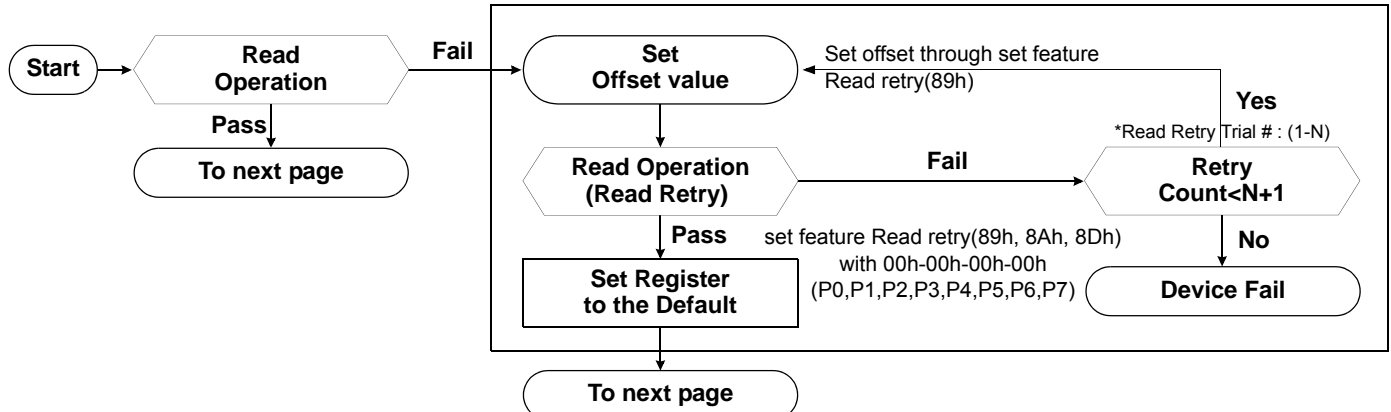 Start
Read
Operation
Fail
Pass
To next page
Set
Offset value
Set offset through set feature
Read retry(89h)
Yes
*Read Retry Trial # : (1-N)
Read Operation
(Read Retry)
Fail
Retry
Count<N+1
Pass
set feature Read retry(89h, 8Ah, 8Dh)
with 00h-00h-00h-00h
(P0,P1,P2,P3,P4,P5,P6,P7)
No
Set Register
to the Default
Device Fail
To next page